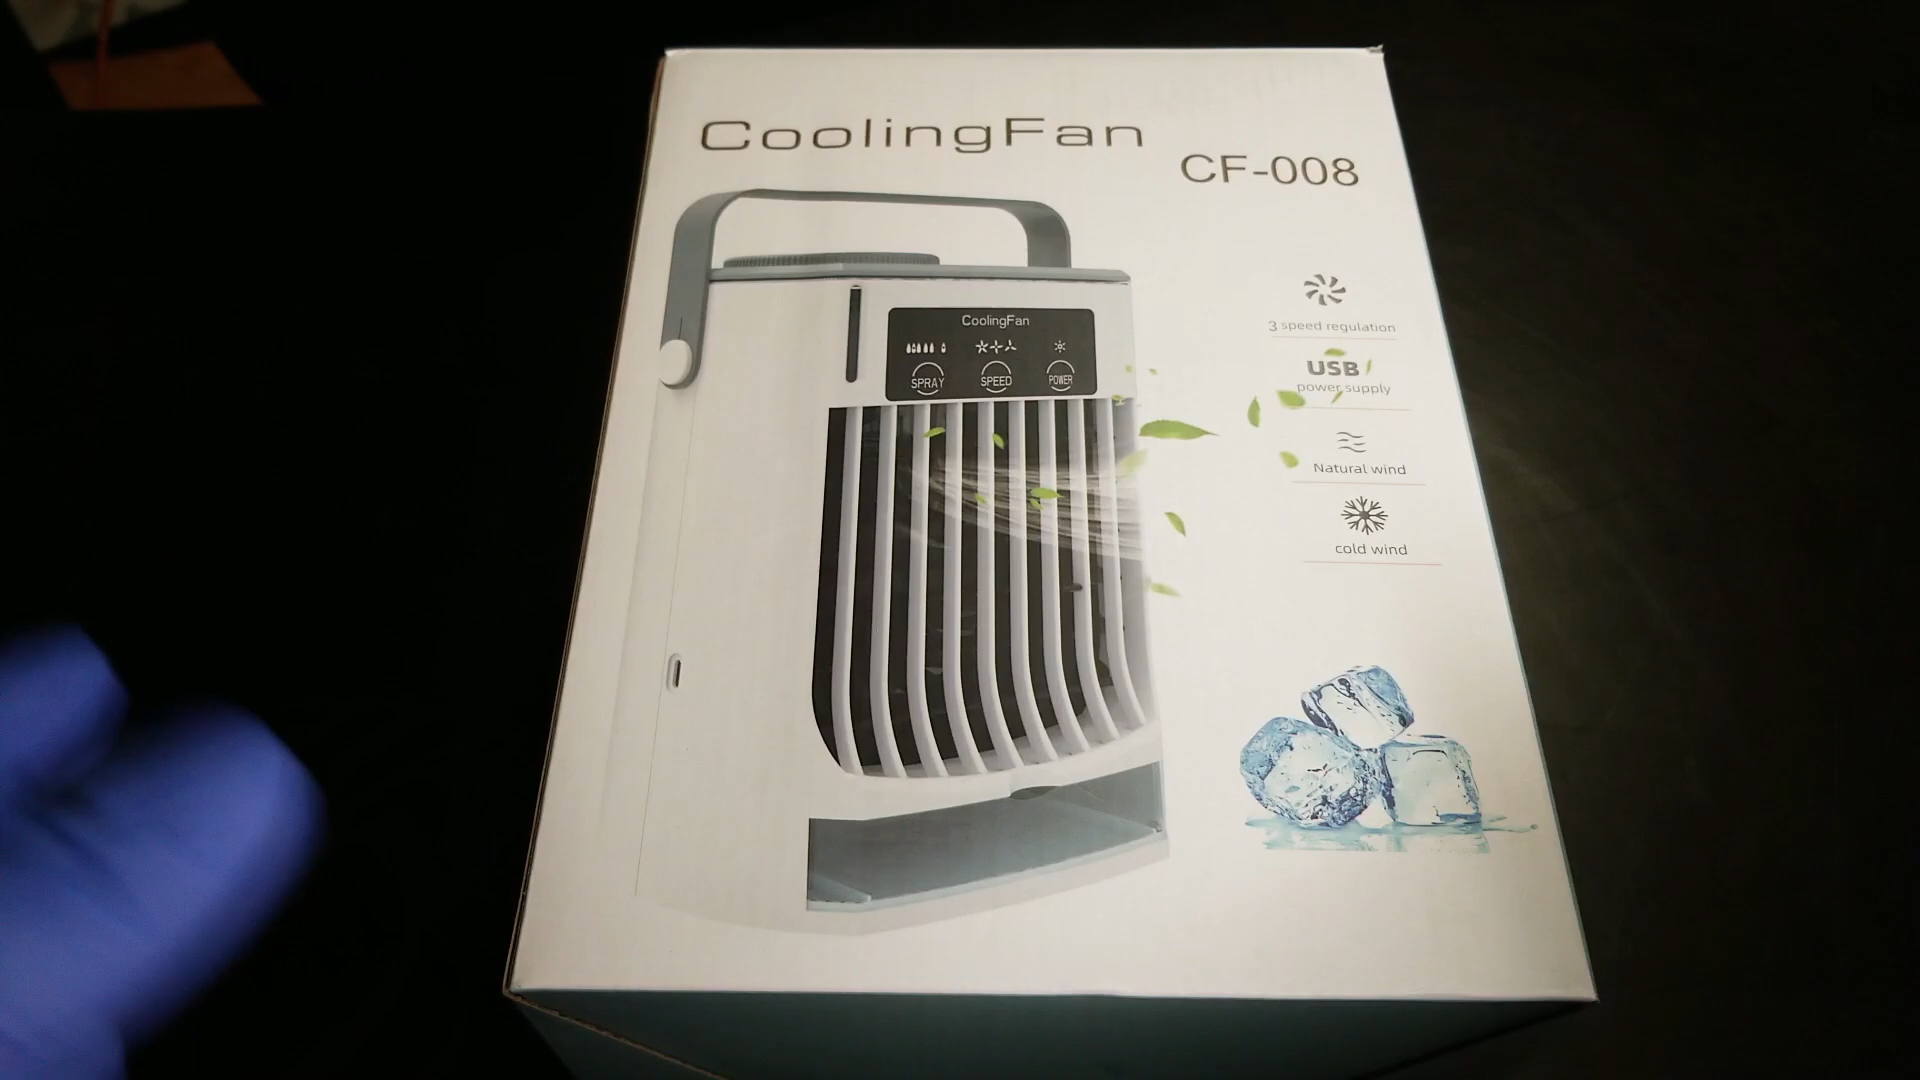 CoolingFan
CF-008
CoolingFan
SPRAY SPEED POWER
3 speed regulation
USB
power supply
Natural wind
cold wind